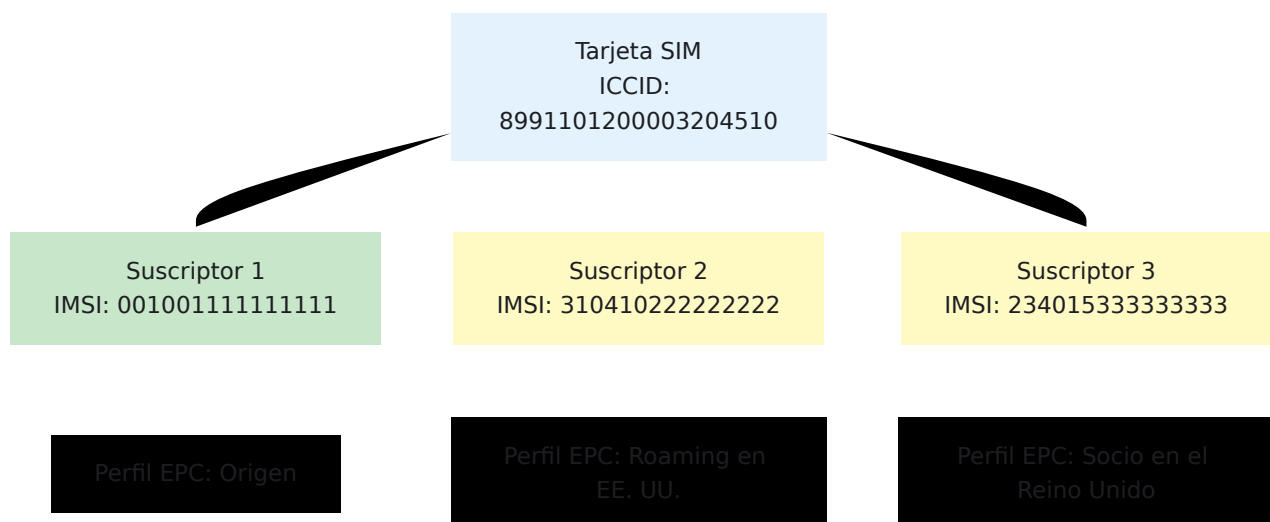 Tarjeta SIM
ICCID:
8991101200003204510
Suscriptor 1
IMSI: 001001111111111
Suscriptor 2
IMSI: 310410222222222
Suscriptor 3
IMSI: 234015333333333
Perfil EPC: Origen
Perfil EPC: Roaming en
EE. UU.
Perfil EPC: Socio en el
Reino Unido